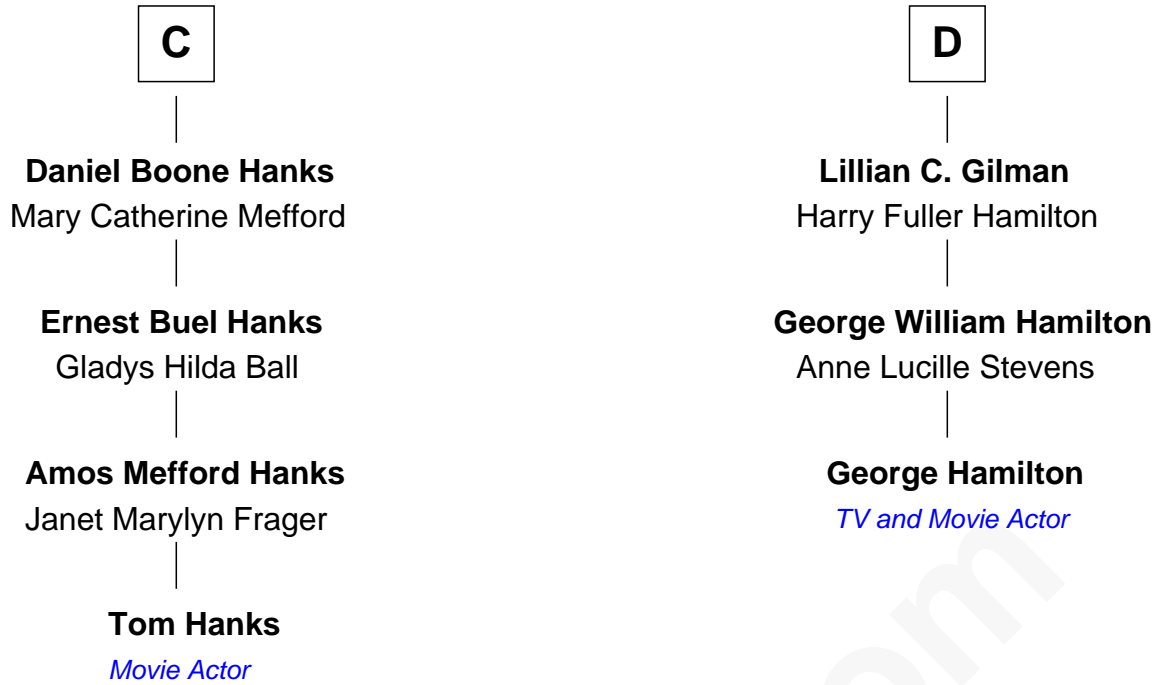 C
Daniel Boone Hanks
Mary Catherine Mefford
Ernest Buel Hanks
Gladys Hilda Ball
Amos Mefford Hanks
Janet Marylyn Frager
Tom Hanks
Movie Actor
D
Lillian C. Gilman
Harry Fuller Hamilton
George William Hamilton
Anne Lucille Stevens
George Hamilton
TV and Movie Actor
om